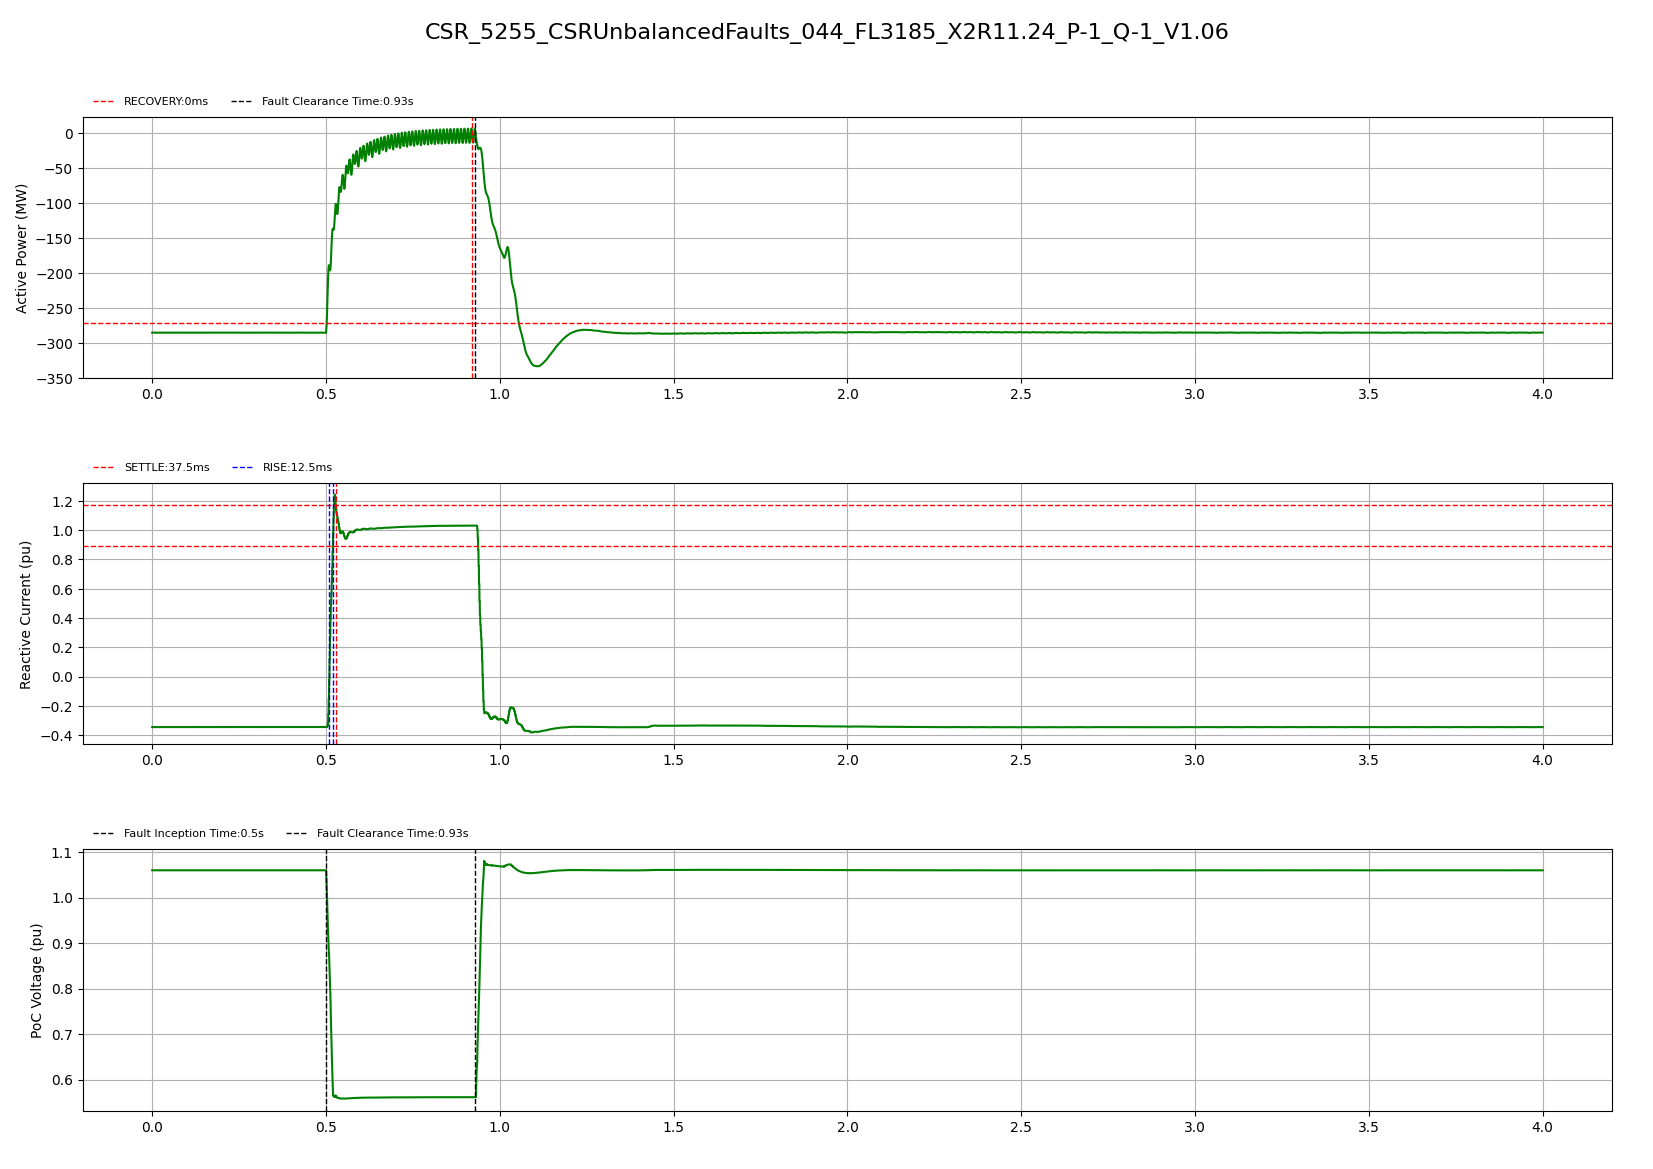 CSR_5255_CSRUnbalancedFaults_044_FL3185_X2R11.24_P-1_Q-1_V1.06
RECOVERY:0ms Fault Clearance Time:0.93s
Active Power (MW)
0
−50
−100
−150
−200
−250
−300
−350
0.0 0.5 1.0 1.5 2.0 2.5 3.0 3.5 4.0
SETTLE:37.5ms RISE:12.5ms
Reactive Current (pu)
1.2
1.0
0.8
0.6
0.4
0.2
0.0
−0.2
−0.4
0.0 0.5 1.0 1.5 2.0 2.5 3.0 3.5 4.0
Fault Inception Time:0.5s Fault Clearance Time:0.93s
PoC Voltage (pu)
1.1
1.0
0.9
0.8
0.7
0.6
0.0 0.5 1.0 1.5 2.0 2.5 3.0 3.5 4.0